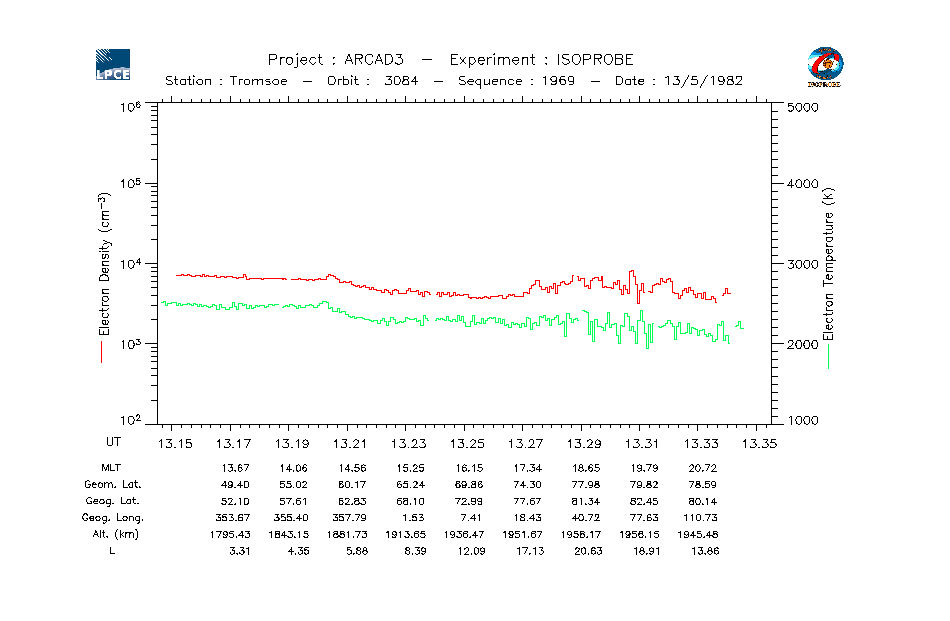 LPCE
Project : ARCAD3 — Experiment : ISOPROBE
ISOPROBE
Station : Tromsoe — Orbit : 3084 — Sequence : 1969 — Date : 13/5/1982
10⁶ 5000
10⁵ 4000
10⁴ 3000
10³ 2000
10² 1000
Electron Density (cm⁻³)
Electron Temperature (K)
UT 13.15 13.17 13.19 13.21 13.23 13.25 13.27 13.29 13.31 13.33 13.35
MLT 13.67 14.06 14.56 15.25 16.15 17.34 18.65 19.79 20.72
Geom. Lat. 49.40 55.02 60.17 65.24 69.86 74.30 77.98 79.82 78.59
Geog. Lat. 52.10 57.61 62.83 68.10 72.99 77.67 81.34 82.45 80.14
Geog. Long. 353.67 355.40 357.79 1.53 7.41 18.43 40.72 77.63 110.73
Alt. (km) 1795.43 1843.15 1881.73 1913.65 1936.47 1951.67 1958.17 1956.15 1945.48
L 3.31 4.35 5.88 8.39 12.09 17.13 20.63 18.91 13.86